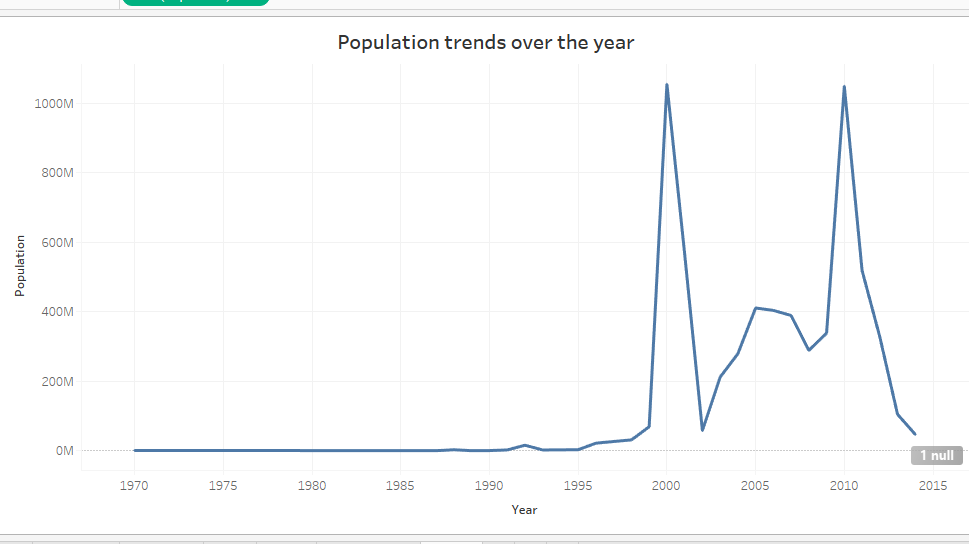 Population trends over the year
1000M
800M
600M
400M
200M
0M
Population
1 null
1970 1975 1980 1985 1990 1995 2000 2005 2010 2015
Year